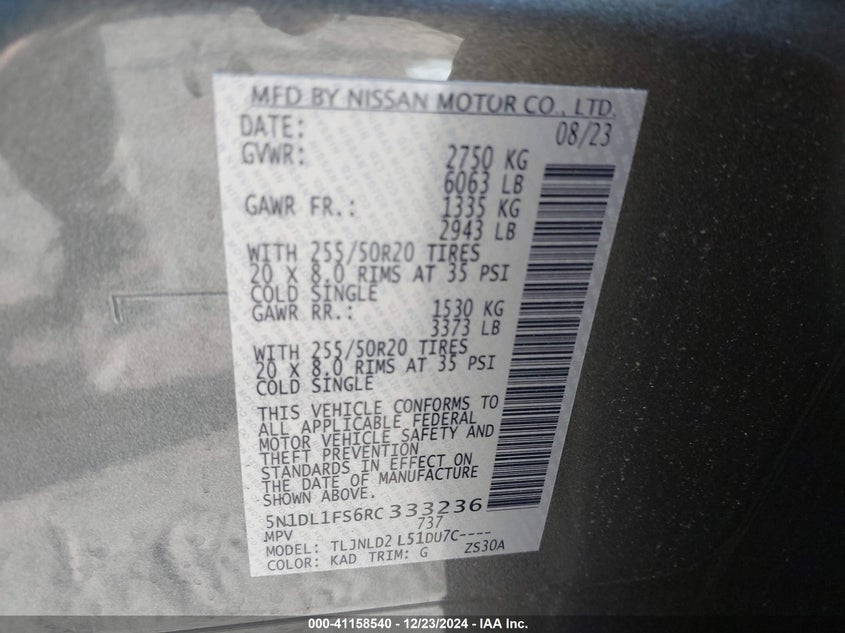 MFD BY NISSAN MOTOR CO., LTD.
DATE: 08/23
GVWR: 2750 KG
6063 LB
GAWR FR.: 1335 KG
2943 LB
WITH 255/50R20 TIRES
20 X 8.0 RIMS AT 35 PSI
COLD SINGLE
GAWR RR.: 1530 KG
3373 LB
WITH 255/50R20 TIRES
20 X 8.0 RIMS AT 35 PSI
COLD SINGLE
THIS VEHICLE CONFORMS TO
ALL APPLICABLE FEDERAL
MOTOR VEHICLE SAFETY AND
THEFT PREVENTION
STANDARDS IN EFFECT ON
THE DATE OF MANUFACTURE
SHOWN ABOVE.
5N1DL1FS6RC333236
MPV 737
MODEL: TLJNLD2 L51DU7C----
COLOR: KAD TRIM: G ZS30A
000-41158540 - 12/23/2024 - IAA Inc.